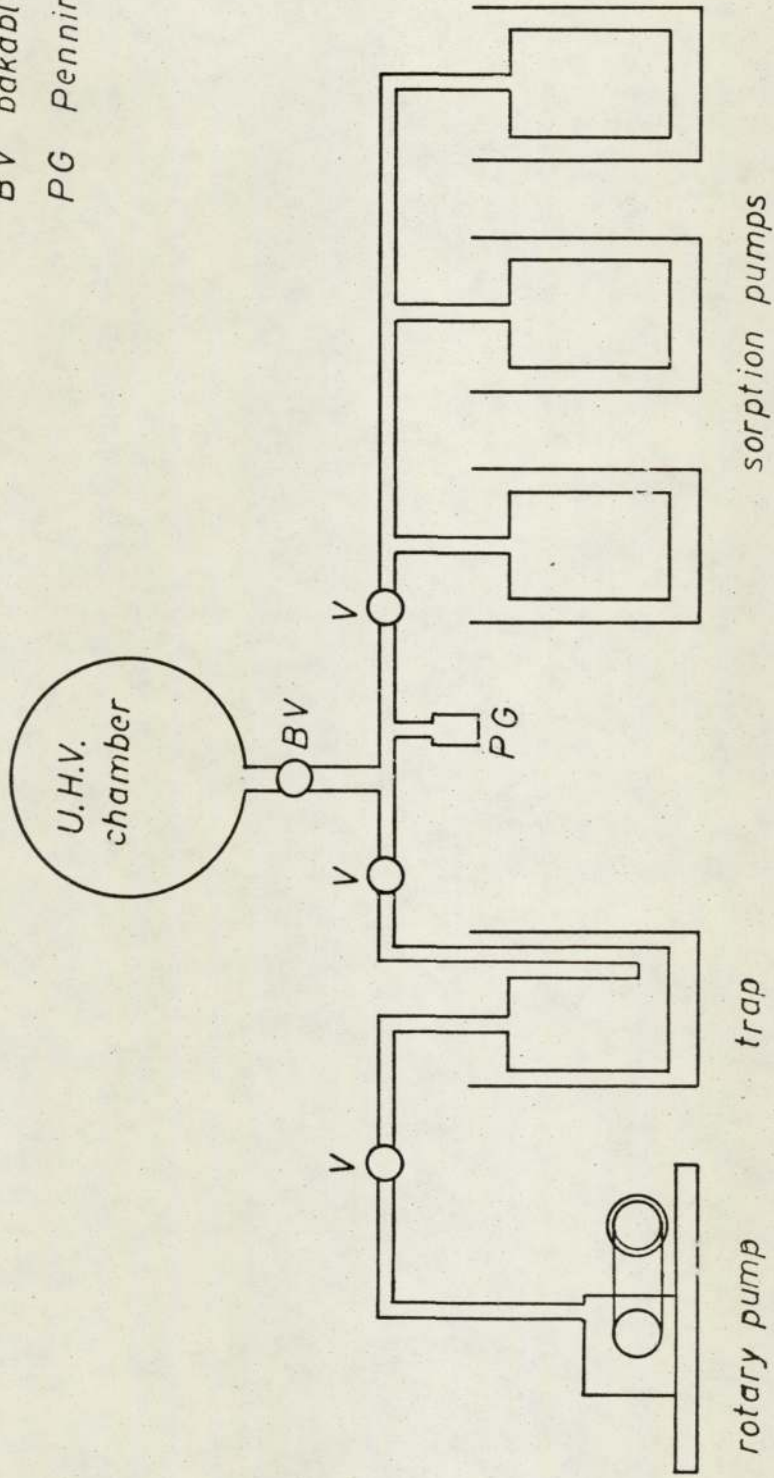 BV bakabl
PG Pennin
U.H.V.
chamber
BV
V
V
V
PG
rotary pump
trap
sorption pumps